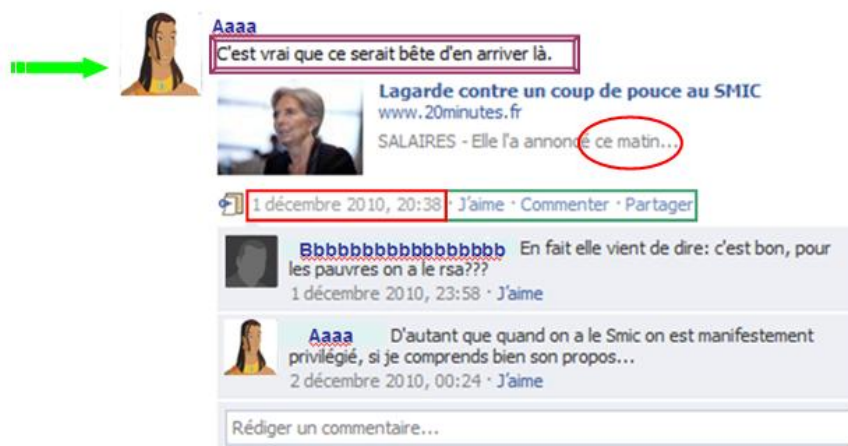 Aaaa
C'est vrai que ce serait bête d'en arriver là.
Lagarde contre un coup de pouce au SMIC
www.20minutes.fr
SALAIRES - Elle l'a annoncé ce matin...
1 décembre 2010, 20:38 · J'aime · Commenter · Partager
Bbbbbbbbbbbbbbbbb En fait elle vient de dire: c'est bon, pour
les pauvres on a le rsa???
1 décembre 2010, 23:58 · J'aime
Aaaa D'autant que quand on a le Smic on est manifestement
privilégié, si je comprends bien son propos...
2 décembre 2010, 00:24 · J'aime
Rédiger un commentaire...